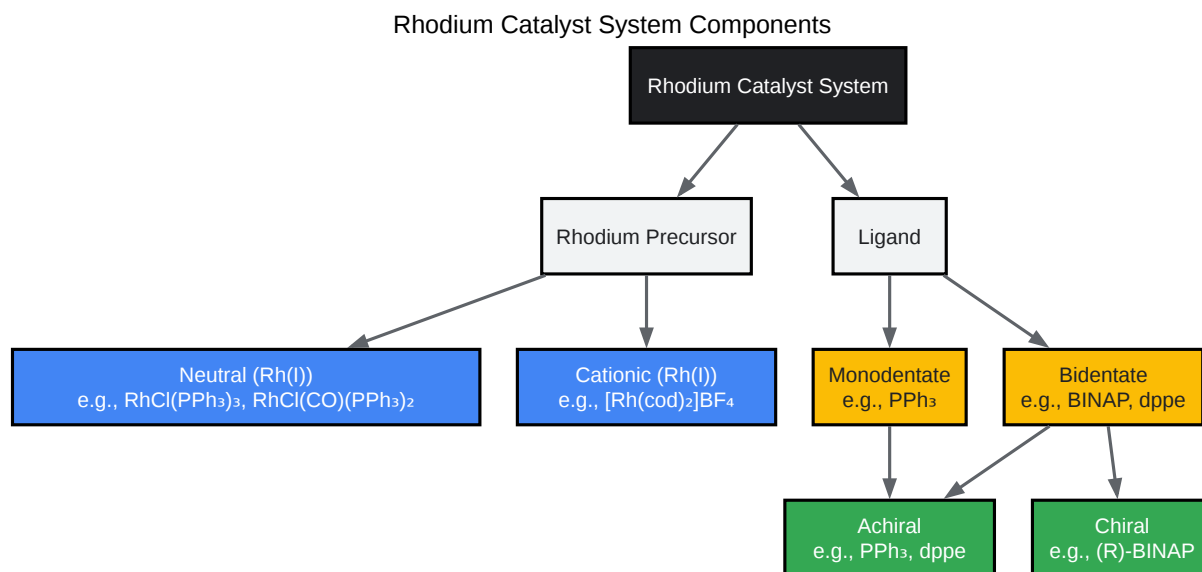 Rhodium Catalyst System Components
Rhodium Catalyst System
Rhodium Precursor
Ligand
Neutral (Rh(I))
e.g., RhCl(PPh₃)₃, RhCl(CO)(PPh₃)₂
Cationic (Rh(I))
e.g., [Rh(cod)₂]BF₄
Monodentate
e.g., PPh₃
Bidentate
e.g., BINAP, dppe
Achiral
e.g., PPh₃, dppe
Chiral
e.g., (R)-BINAP